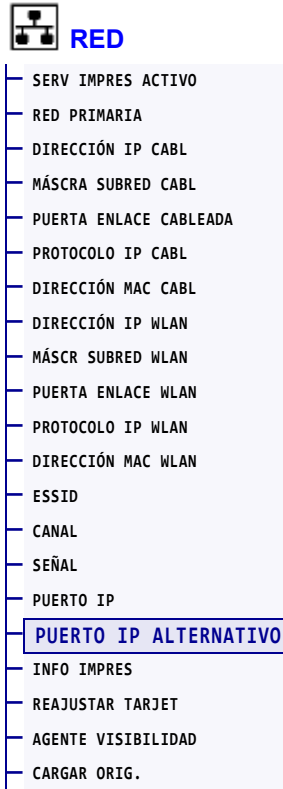 RED
SERV IMPRES ACTIVO
RED PRIMARIA
DIRECCIÓN IP CABL
MÁSCRA SUBRED CABL
PUERTA ENLACE CABLEADA
PROTOCOLO IP CABL
DIRECCIÓN MAC CABL
DIRECCIÓN IP WLAN
MÁSCR SUBRED WLAN
PUERTA ENLACE WLAN
PROTOCOLO IP WLAN
DIRECCIÓN MAC WLAN
ESSID
CANAL
SEÑAL
PUERTO IP
PUERTO IP ALTERNATIVO
INFO IMPRES
REAJUSTAR TARJET
AGENTE VISIBILIDAD
CARGAR ORIG.